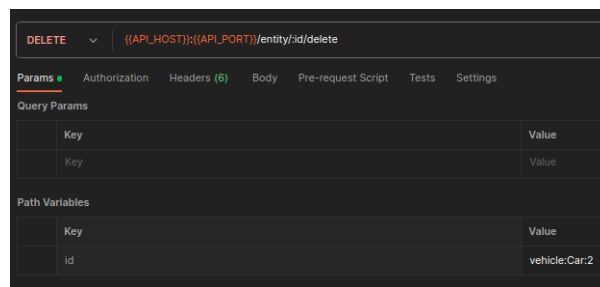 DELETE {{API_HOST}}:{{API_PORT}}/entity/:id/delete
Params Authorization Headers (6) Body Pre-request Script Tests Settings
Query Params
Key Value
Key Value
Path Variables
Key Value
id vehicle:Car:2